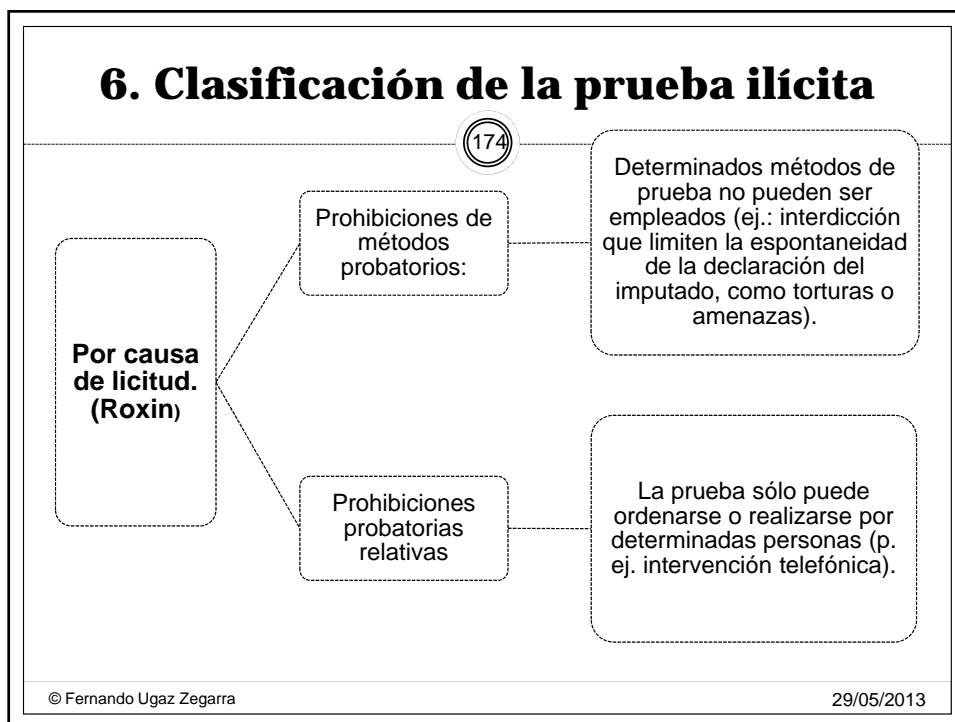 6. Clasificación de la prueba ilícita
174
Por causa
de licitud.
(Roxin)
Prohibiciones de
métodos
probatorios:
Determinados métodos de
prueba no pueden ser
empleados (ej.: interdicción
que limiten la espontaneidad
de la declaración del
imputado, como torturas o
amenazas).
Prohibiciones
probatorias
relativas
La prueba sólo puede
ordenarse o realizarse por
determinadas personas (p.
ej. intervención telefónica).
© Fernando Ugaz Zegarra
29/05/2013